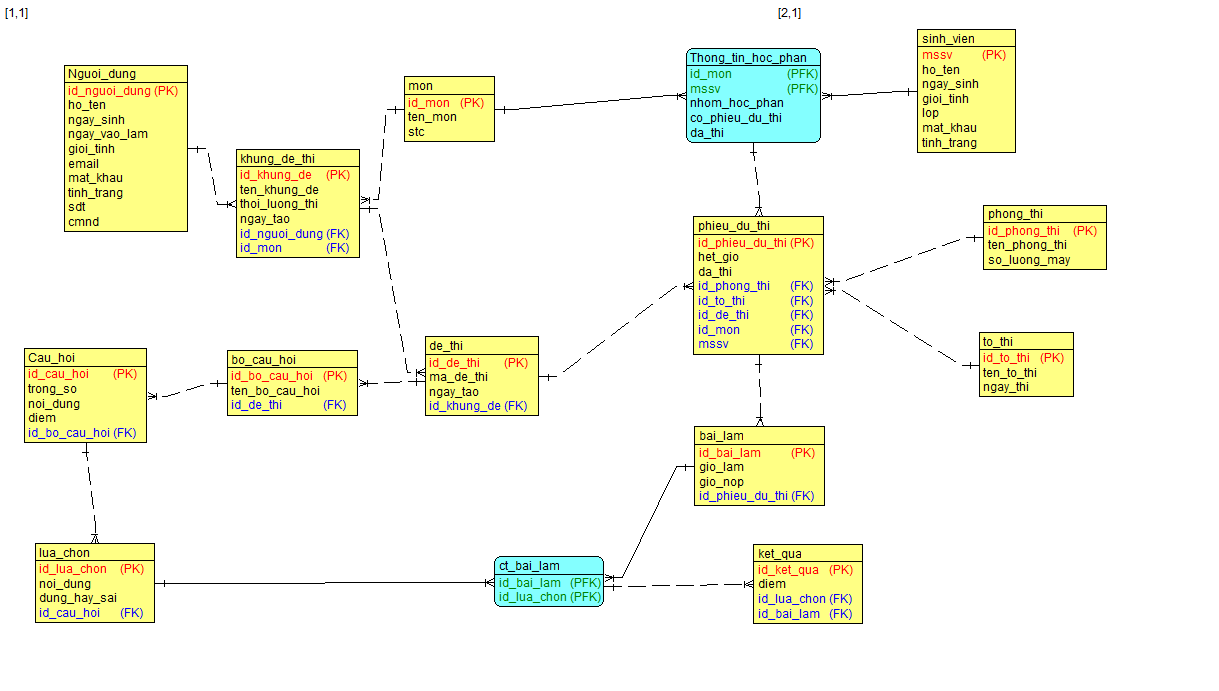 [1,1]
[2,1]
Nguoi_dung
id_nguoi_dung (PK)
ho_ten
ngay_sinh
ngay_vao_lam
gioi_tinh
email
mat_khau
tinh_trang
sdt
cmnd
mon
id_mon (PK)
ten_mon
stc
Thong_tin_hoc_phan
id_mon (PFK)
mssv (PFK)
nhom_hoc_phan
co_phieu_du_thi
da_thi
sinh_vien
mssv (PK)
ho_ten
ngay_sinh
gioi_tinh
lop
mat_khau
tinh_trang
khung_de_thi
id_khung_de (PK)
ten_khung_de
thoi_luong_thi
ngay_tao
id_nguoi_dung (FK)
id_mon (FK)
phieu_du_thi
id_phieu_du_thi (PK)
het_gio
da_thi
id_phong_thi (FK)
id_to_thi (FK)
id_de_thi (FK)
id_mon (FK)
mssv (FK)
phong_thi
id_phong_thi (PK)
ten_phong_thi
so_luong_may
to_thi
id_to_thi (PK)
ten_to_thi
ngay_thi
Cau_hoi
id_cau_hoi (PK)
trong_so
noi_dung
diem
id_bo_cau_hoi (FK)
bo_cau_hoi
id_bo_cau_hoi (PK)
ten_bo_cau_hoi
id_de_thi (FK)
de_thi
id_de_thi (PK)
ma_de_thi
ngay_tao
id_khung_de (FK)
bai_lam
id_bai_lam (PK)
gio_lam
gio_nop
id_phieu_du_thi (FK)
lua_chon
id_lua_chon (PK)
noi_dung
dung_hay_sai
id_cau_hoi (FK)
ct_bai_lam
id_bai_lam (PFK)
id_lua_chon (PFK)
ket_qua
id_ket_qua (PK)
diem
id_lua_chon (FK)
id_bai_lam (FK)